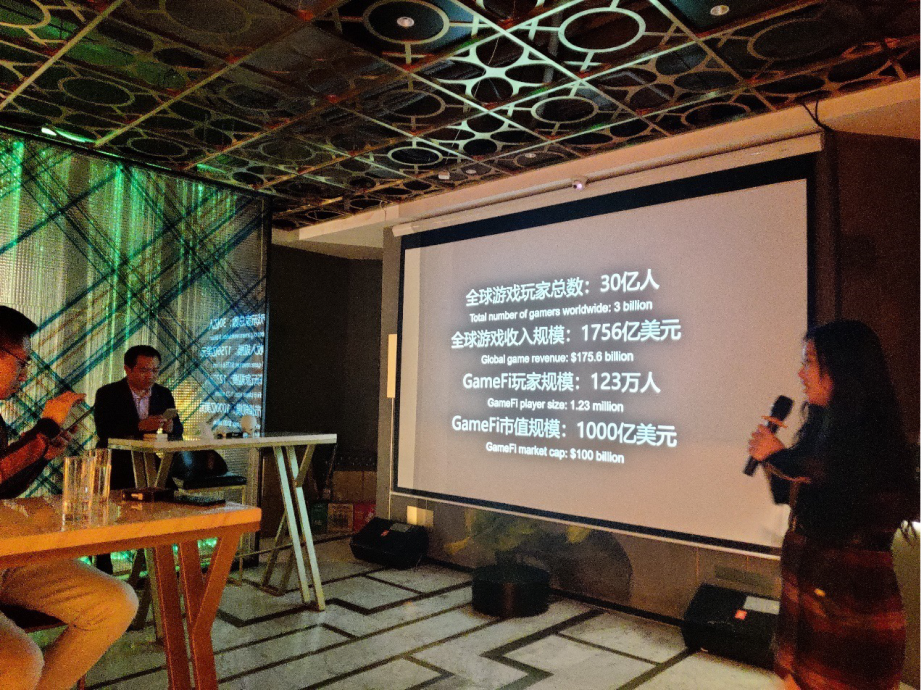 全球游戏玩家总数：30亿人
Total number of gamers worldwide: 3 billion
全球游戏收入规模：1756亿美元
Global game revenue: $175.6 billion
GameFi玩家规模：123万人
GameFi player size: 1.23 million
GameFi市值规模：1000亿美元
GameFi market cap: $100 billion